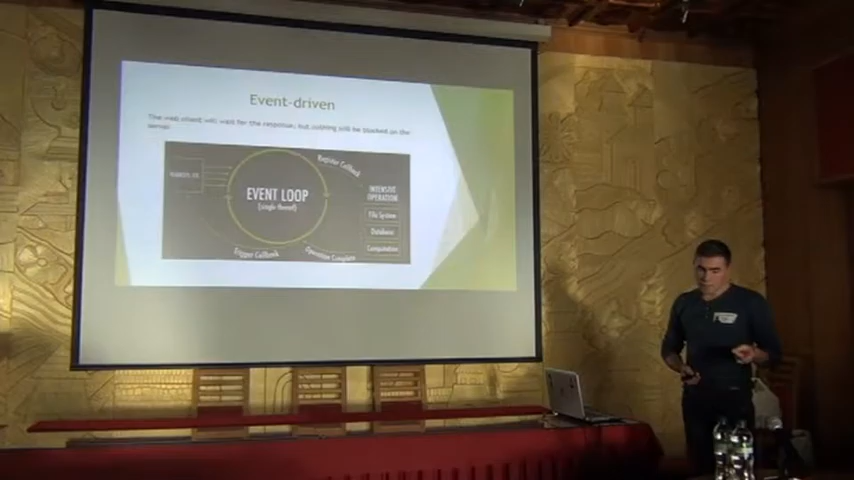 Event-driven
The web client will wait for the response, but nothing will be blocked on the
server
Register Callback
EVENT LOOP
(single-thread)
INTENSIVE
OPERATION
File System
Database
Computation
Trigger Callback
Operation Complete